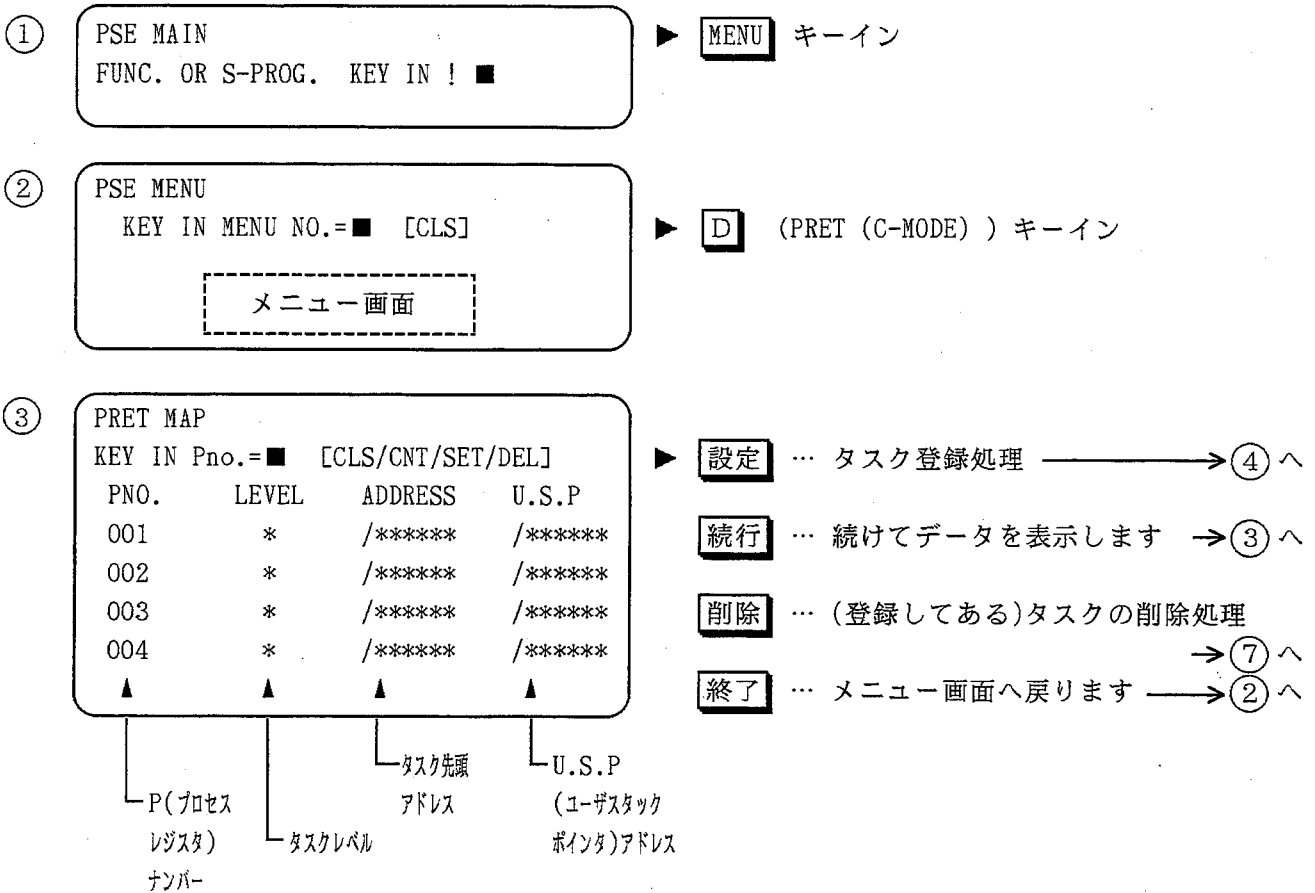 ① PSE MAIN
FUNC. OR S-PROG. KEY IN ! ■
▶ MENU キーイン
② PSE MENU
KEY IN MENU NO.=■ [CLS]
▶ D (PRET (C-MODE) ) キーイン
メニュー画面
③ PRET MAP
KEY IN Pno.=■ [CLS/CNT/SET/DEL]
PNO. LEVEL ADDRESS U.S.P
001 * /****** /******
002 * /****** /******
003 * /****** /******
004 * /****** /******
▶ 設定 … タスク登録処理 → ④ へ
続行 … 続けてデータを表示します → ③ へ
削除 … (登録してある)タスクの削除処理
→ ⑦ へ
終了 … メニュー画面へ戻ります → ② へ
P(プロセス
レジスタ)
ナンバー
タスクレベル
タスク先頭
アドレス
U.S.P
(ユーザスタック
ポインタ)アドレス